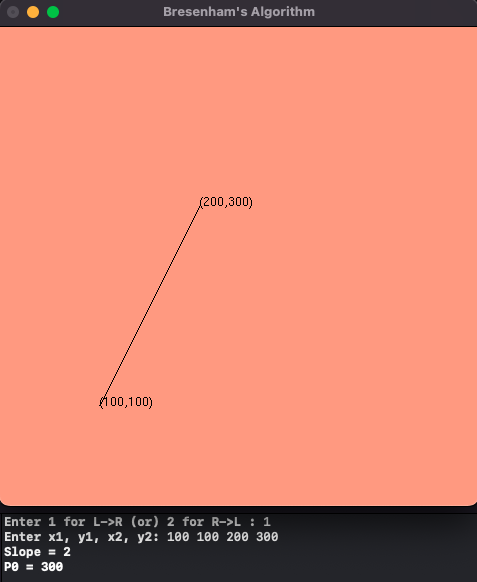 Bresenham's Algorithm
(200,300)
(100,100)
Enter 1 for L->R (or) 2 for R->L : 1
Enter x1, y1, x2, y2: 100 100 200 300
Slope = 2
P0 = 300